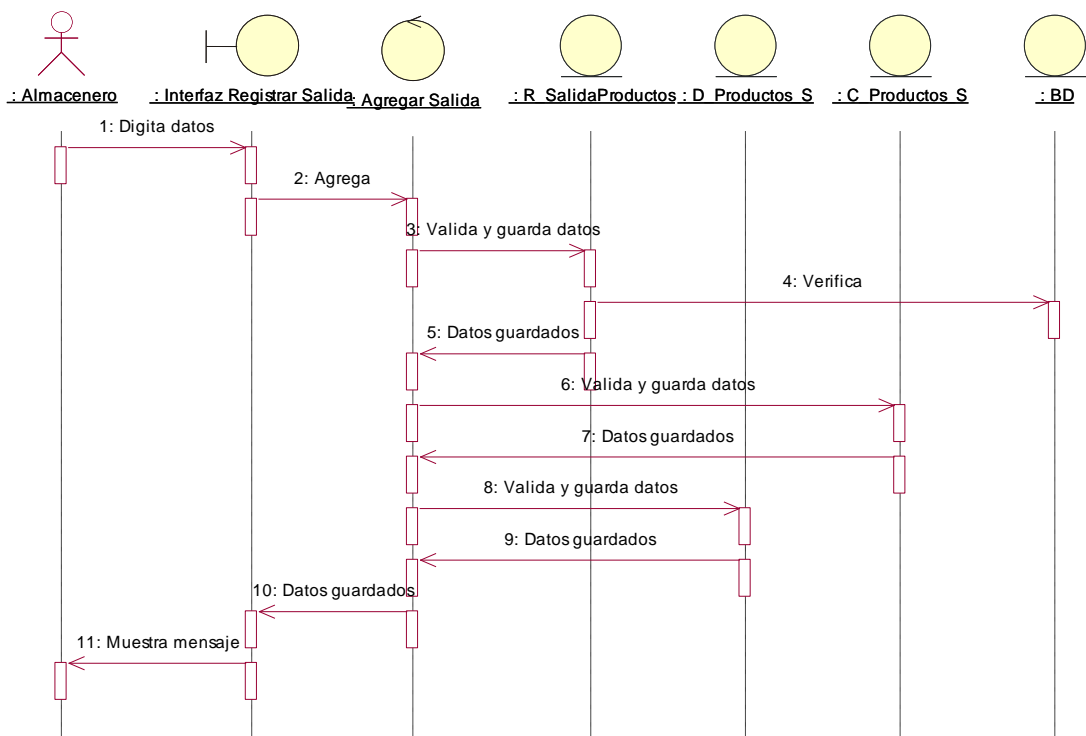 : Almacenero
: Interfaz Registrar Salida
: Agregar Salida
: R_SalidaProductos
: D_Productos_S
: C_Productos_S
: BD
1: Digita datos
2: Agrega
3: Valida y guarda datos
4: Verifica
5: Datos guardados
6: Valida y guarda datos
7: Datos guardados
8: Valida y guarda datos
9: Datos guardados
10: Datos guardados
11: Muestra mensaje